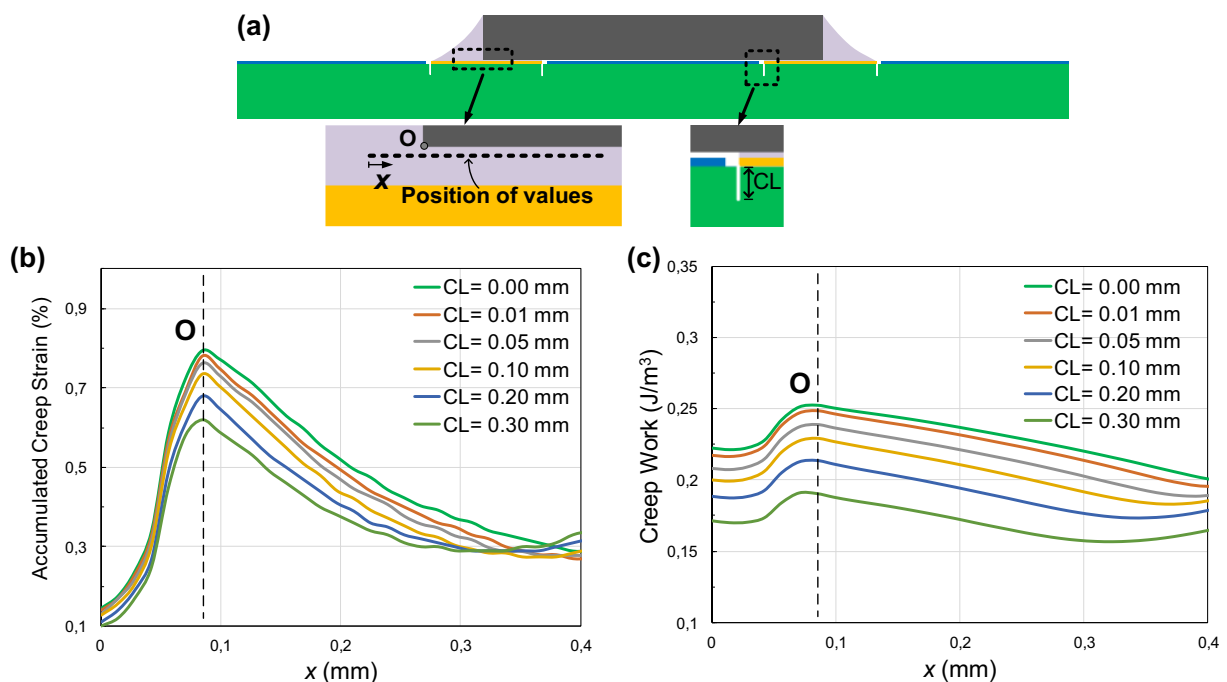 (a)
O
x
Position of values
CL
(b)
Accumulated Creep Strain (%)
0,9
0,7
0,5
0,3
0,1
O
CL= 0.00 mm
CL= 0.01 mm
CL= 0.05 mm
CL= 0.10 mm
CL= 0.20 mm
CL= 0.30 mm
0 0,1 0,2 0,3 0,4
x (mm)
(c)
Creep Work (J/m³)
0,35
0,3
0,25
0,2
0,15
0,1
O
CL= 0.00 mm
CL= 0.01 mm
CL= 0.05 mm
CL= 0.10 mm
CL= 0.20 mm
CL= 0.30 mm
0 0,1 0,2 0,3 0,4
x (mm)